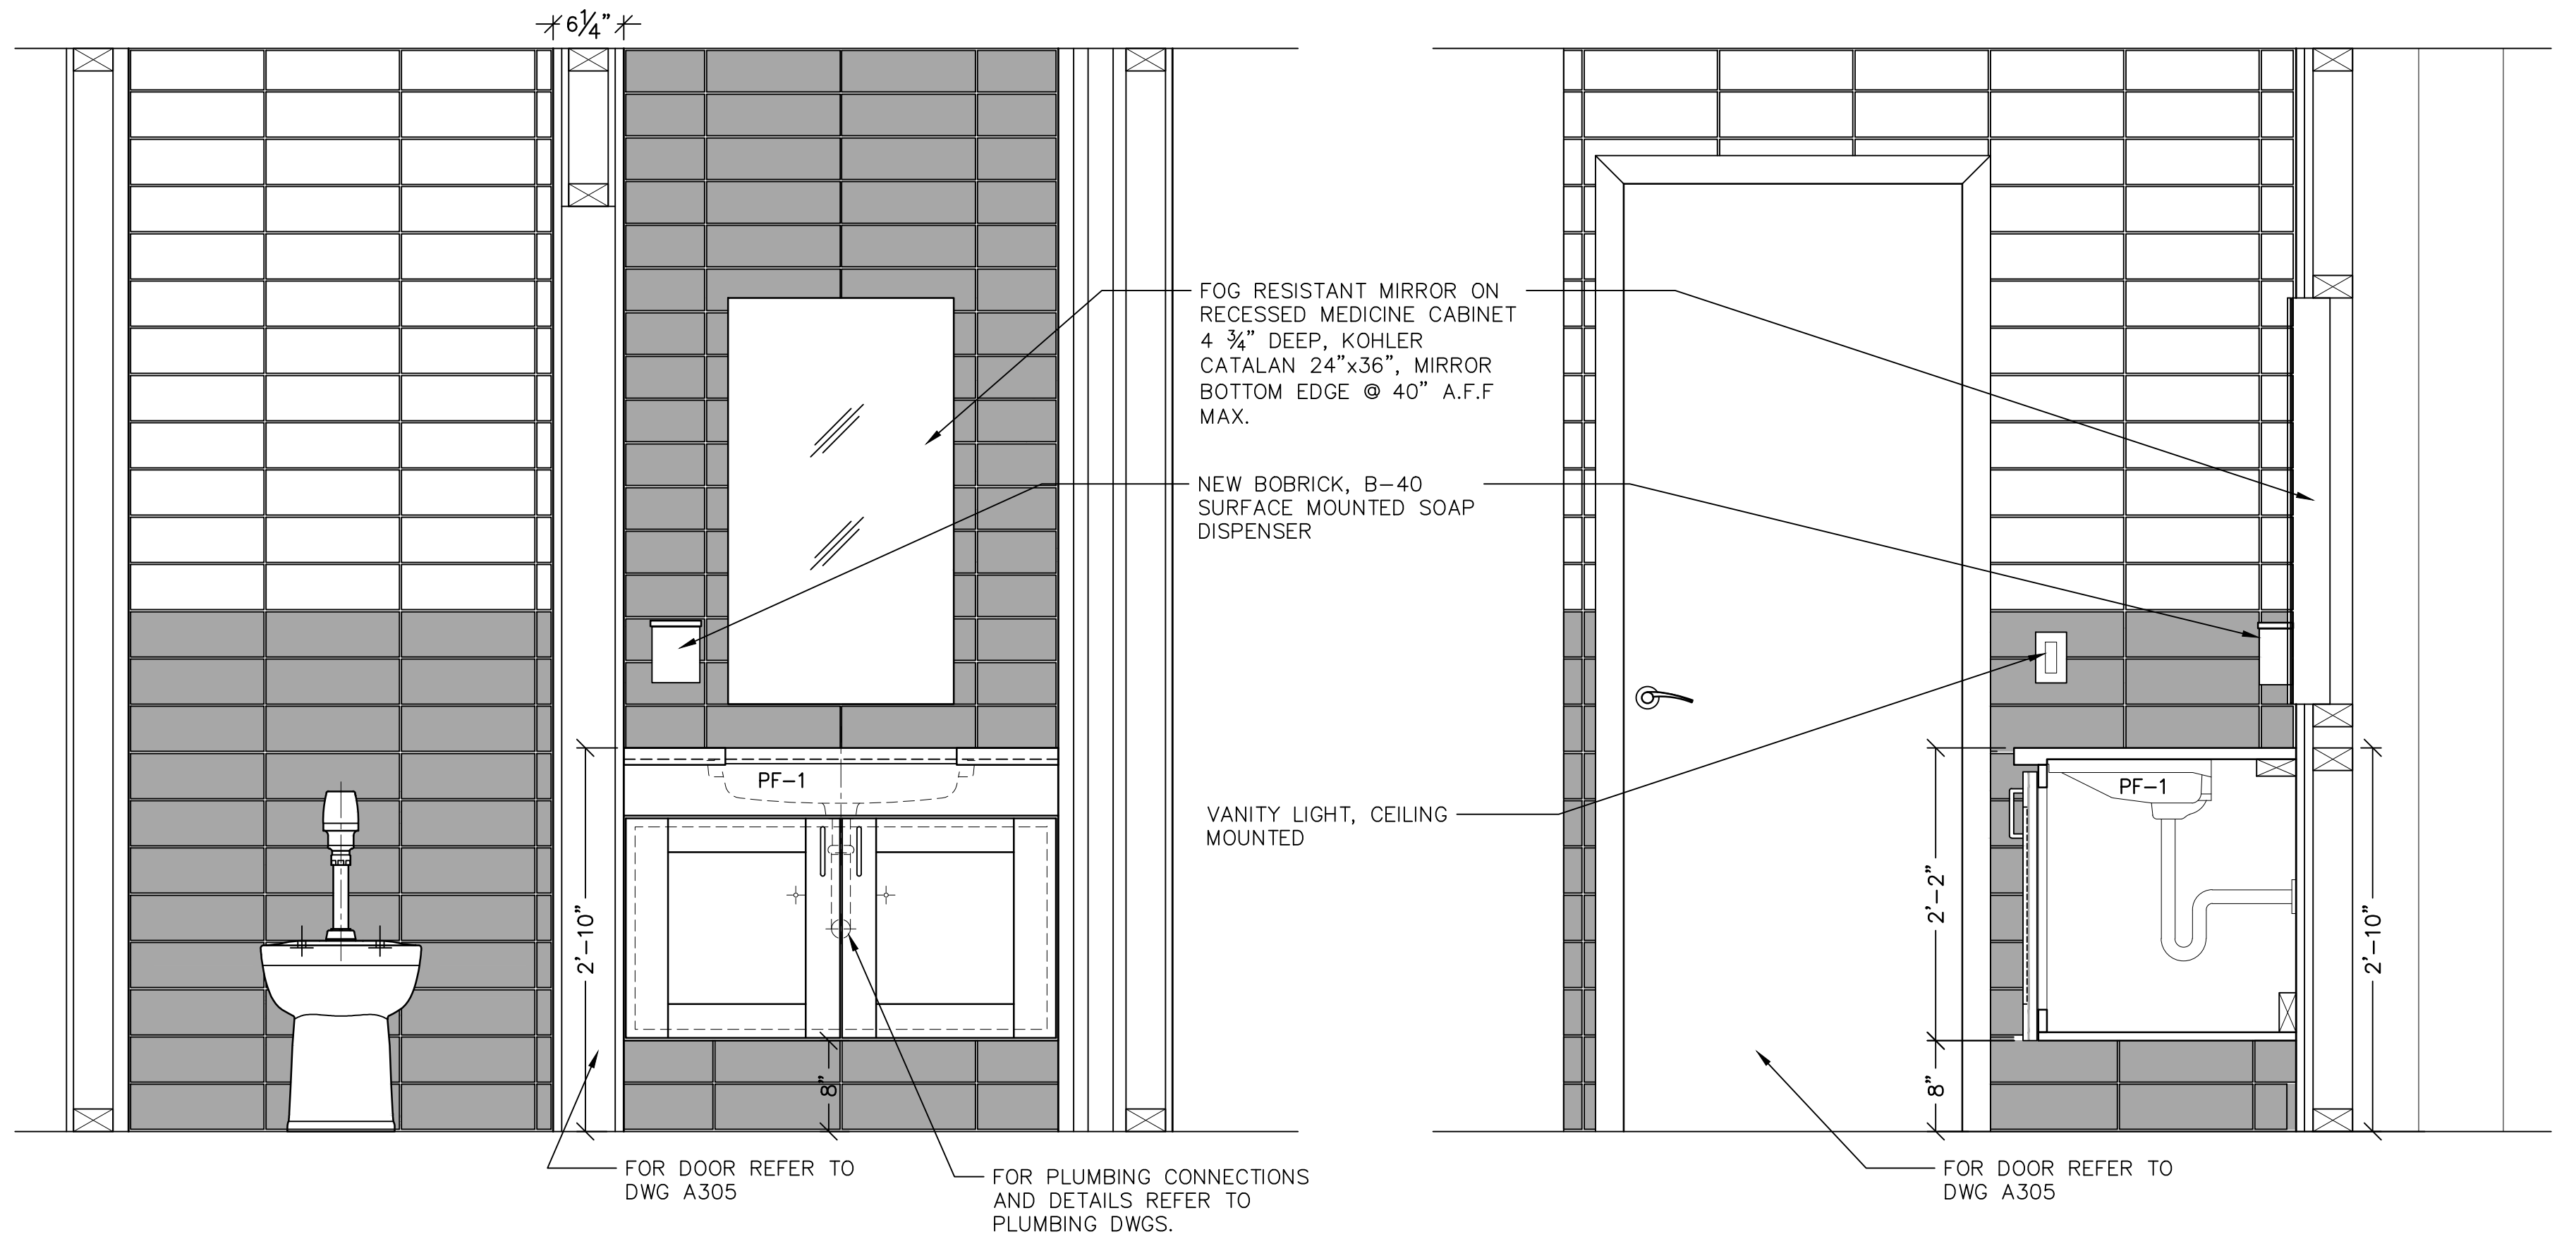 6 1/4"
FOG RESISTANT MIRROR ON
RECESSED MEDICINE CABINET
4 3/4" DEEP, KOHLER
CATALAN 24"x36", MIRROR
BOTTOM EDGE @ 40" A.F.F
MAX.
NEW BOBRICK, B-40
SURFACE MOUNTED SOAP
DISPENSER
PF-1
PF-1
VANITY LIGHT, CEILING
MOUNTED
2'-10"
8"
2'-2"
8"
2'-10"
FOR DOOR REFER TO
DWG A305
FOR PLUMBING CONNECTIONS
AND DETAILS REFER TO
PLUMBING DWGS.
FOR DOOR REFER TO
DWG A305